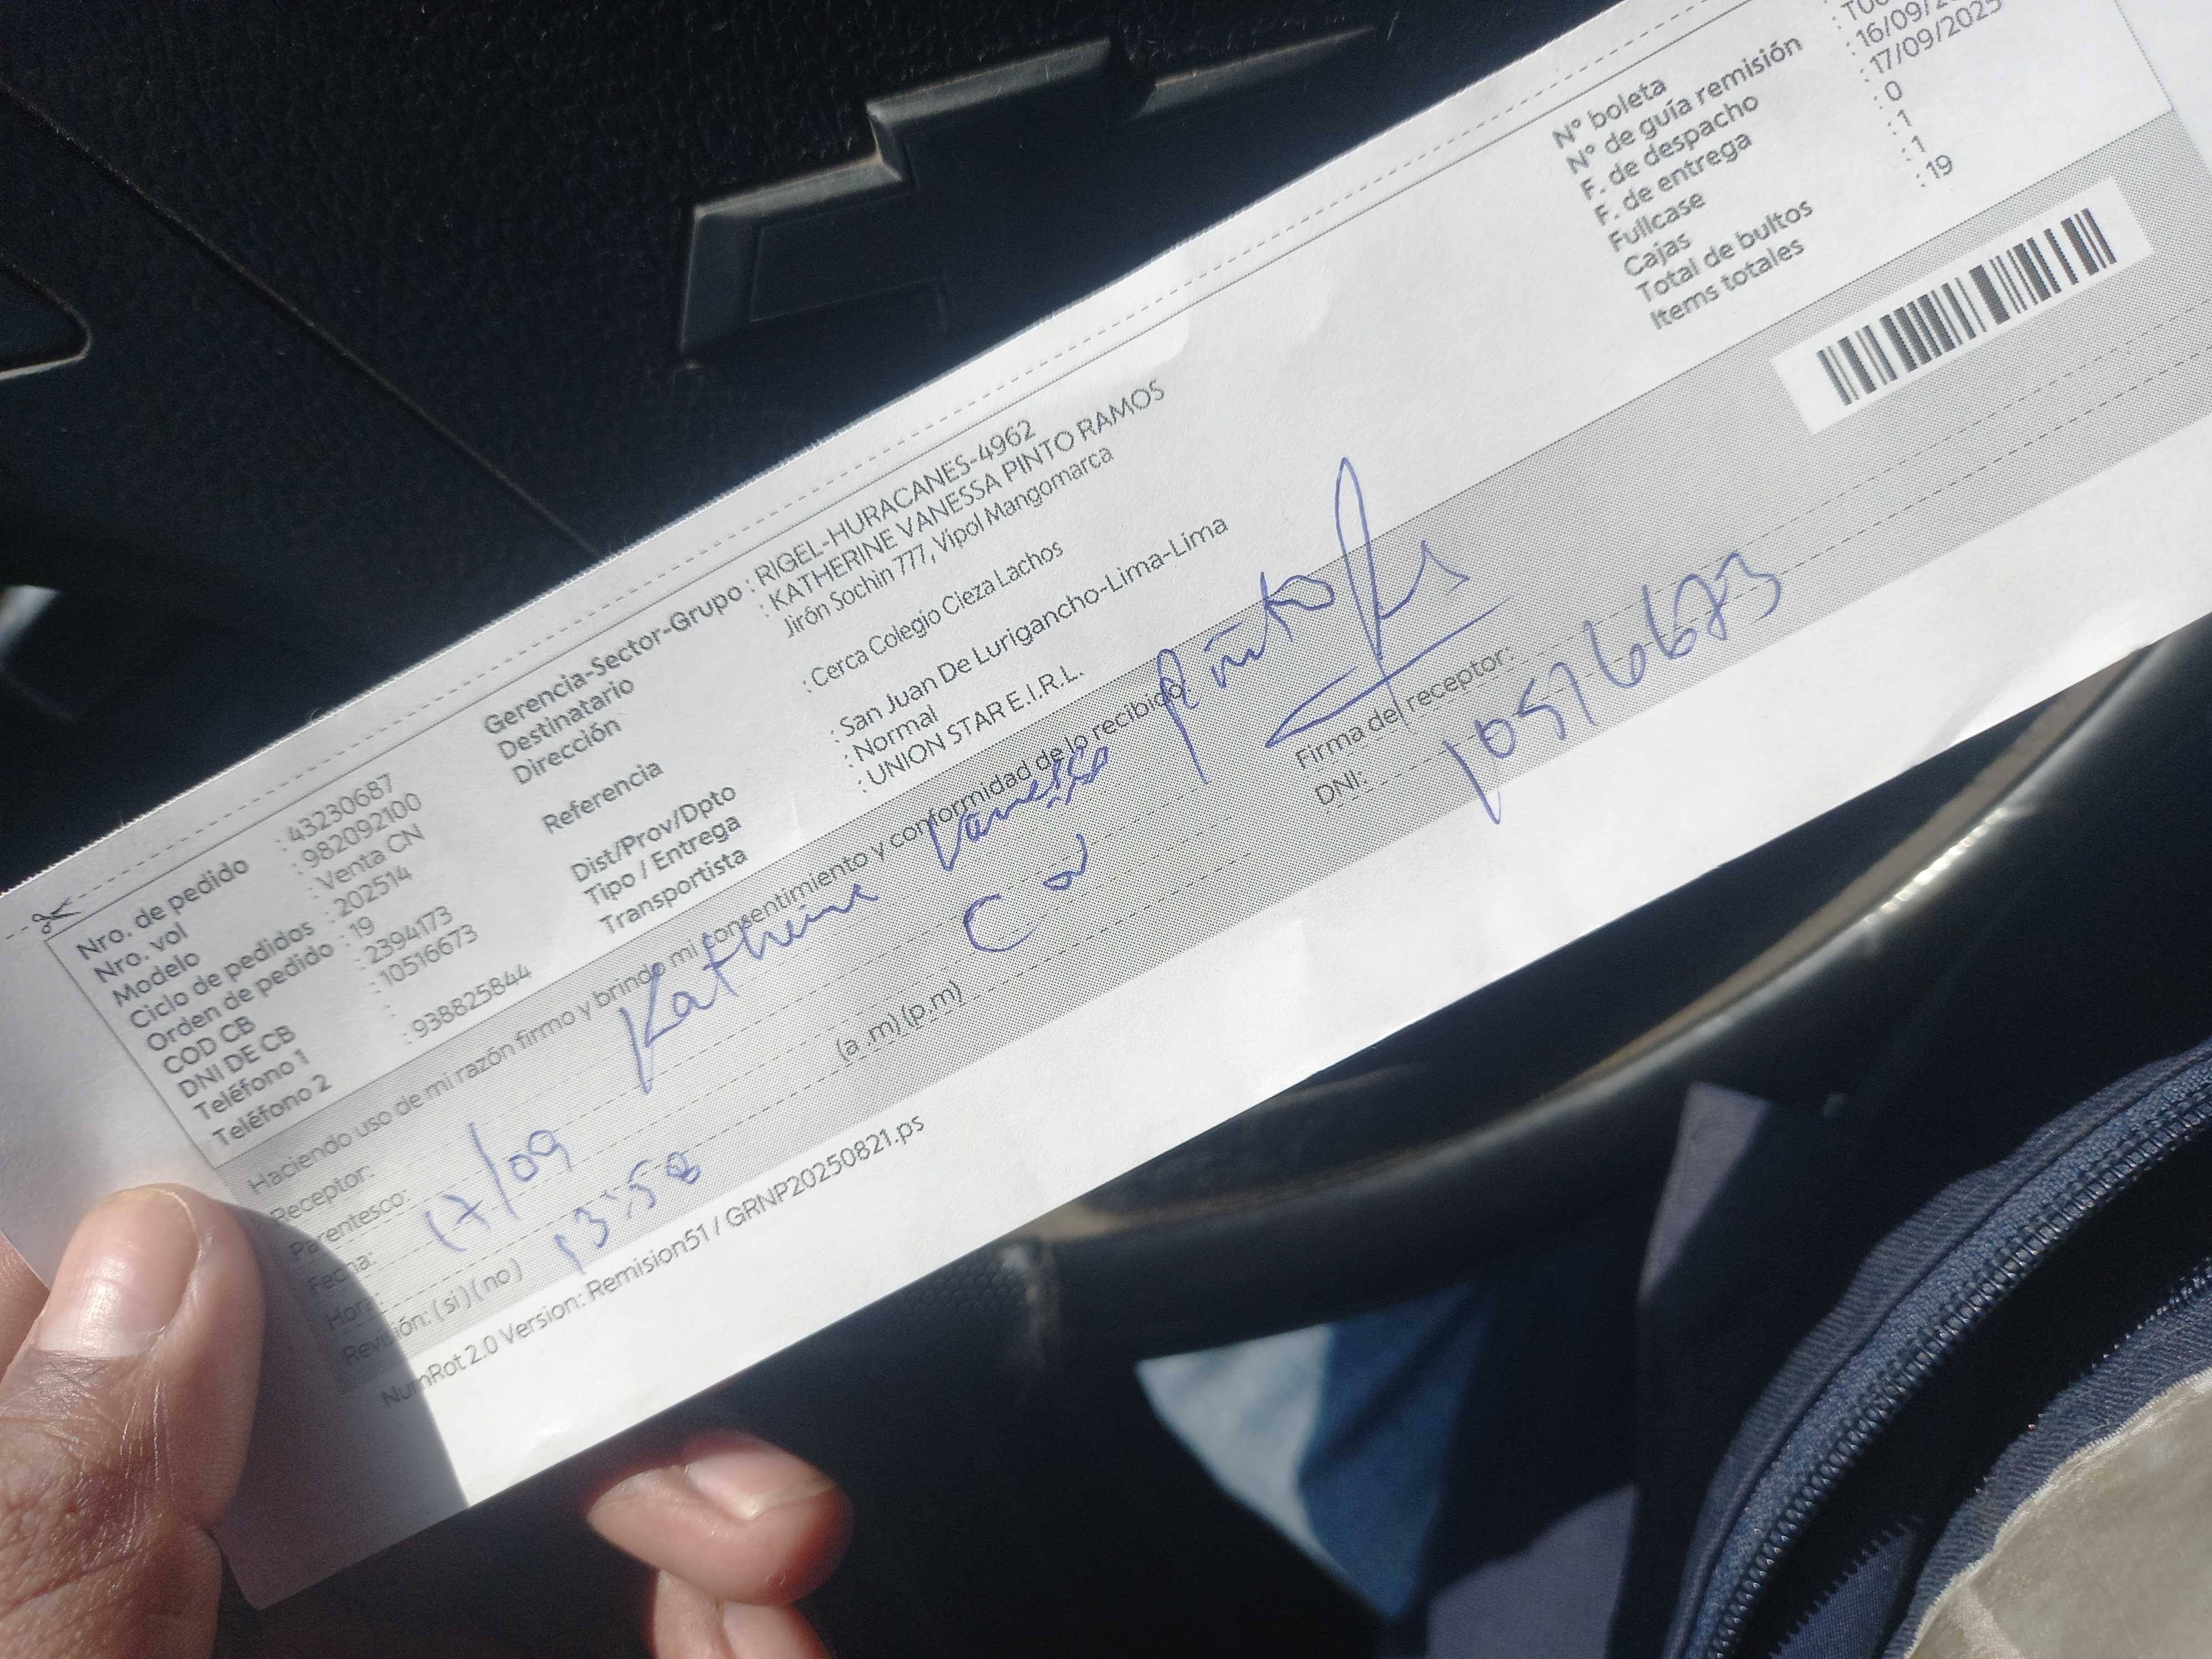 Nro. de pedido : 43230687
Nro. vol : 982092100
Modelo : Venta CN
Ciclo de pedidos : 202514
Orden de pedido : 19
COD CB : 2394173
DNI DE CB : 10516673
Teléfono 1 :
Teléfono 2 : 938825844
Gerencia-Sector-Grupo : RIGEL-HURACANES-4962
Destinatario : KATHERINE VANESSA PINTO RAMOS
Dirección : Jirón Sochin 777, Vipol Mangomarca
Referencia : Cerca Colegio Cieza Lachos
Dist/Prov/Dpto : San Juan De Lurigancho-Lima-Lima
Tipo / Entrega : Normal
Transportista : UNION STAR E.I.R.L.
N° boleta
N° de guía remisión
F. de despacho : 16/09/
F. de entrega : 17/09/2025
Fullcase : 0
Cajas : 1
Total de bultos : 1
Items totales : 19
Haciendo uso de mi razón firmo y brindo mi consentimiento y conformidad de lo recibido.
Receptor: Katherine Vanessa Pinto
Parentesco:
Fecha: 17/09
Hora: 13:58 (a .m) (p.m)
Revisión: (si) (no)
Firma del receptor:
DNI: 10516673
NumRot 2.0 Version: Remision51 / GRNP20250821.ps